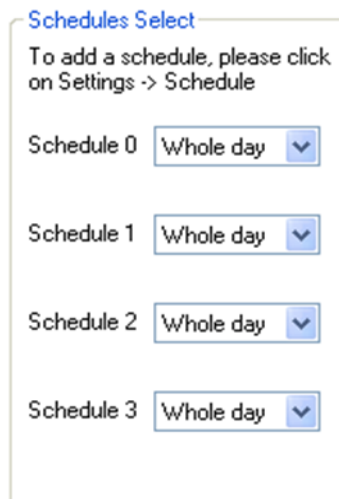 Schedules Select
To add a schedule, please click
on Settings -> Schedule
Schedule 0 Whole day
Schedule 1 Whole day
Schedule 2 Whole day
Schedule 3 Whole day